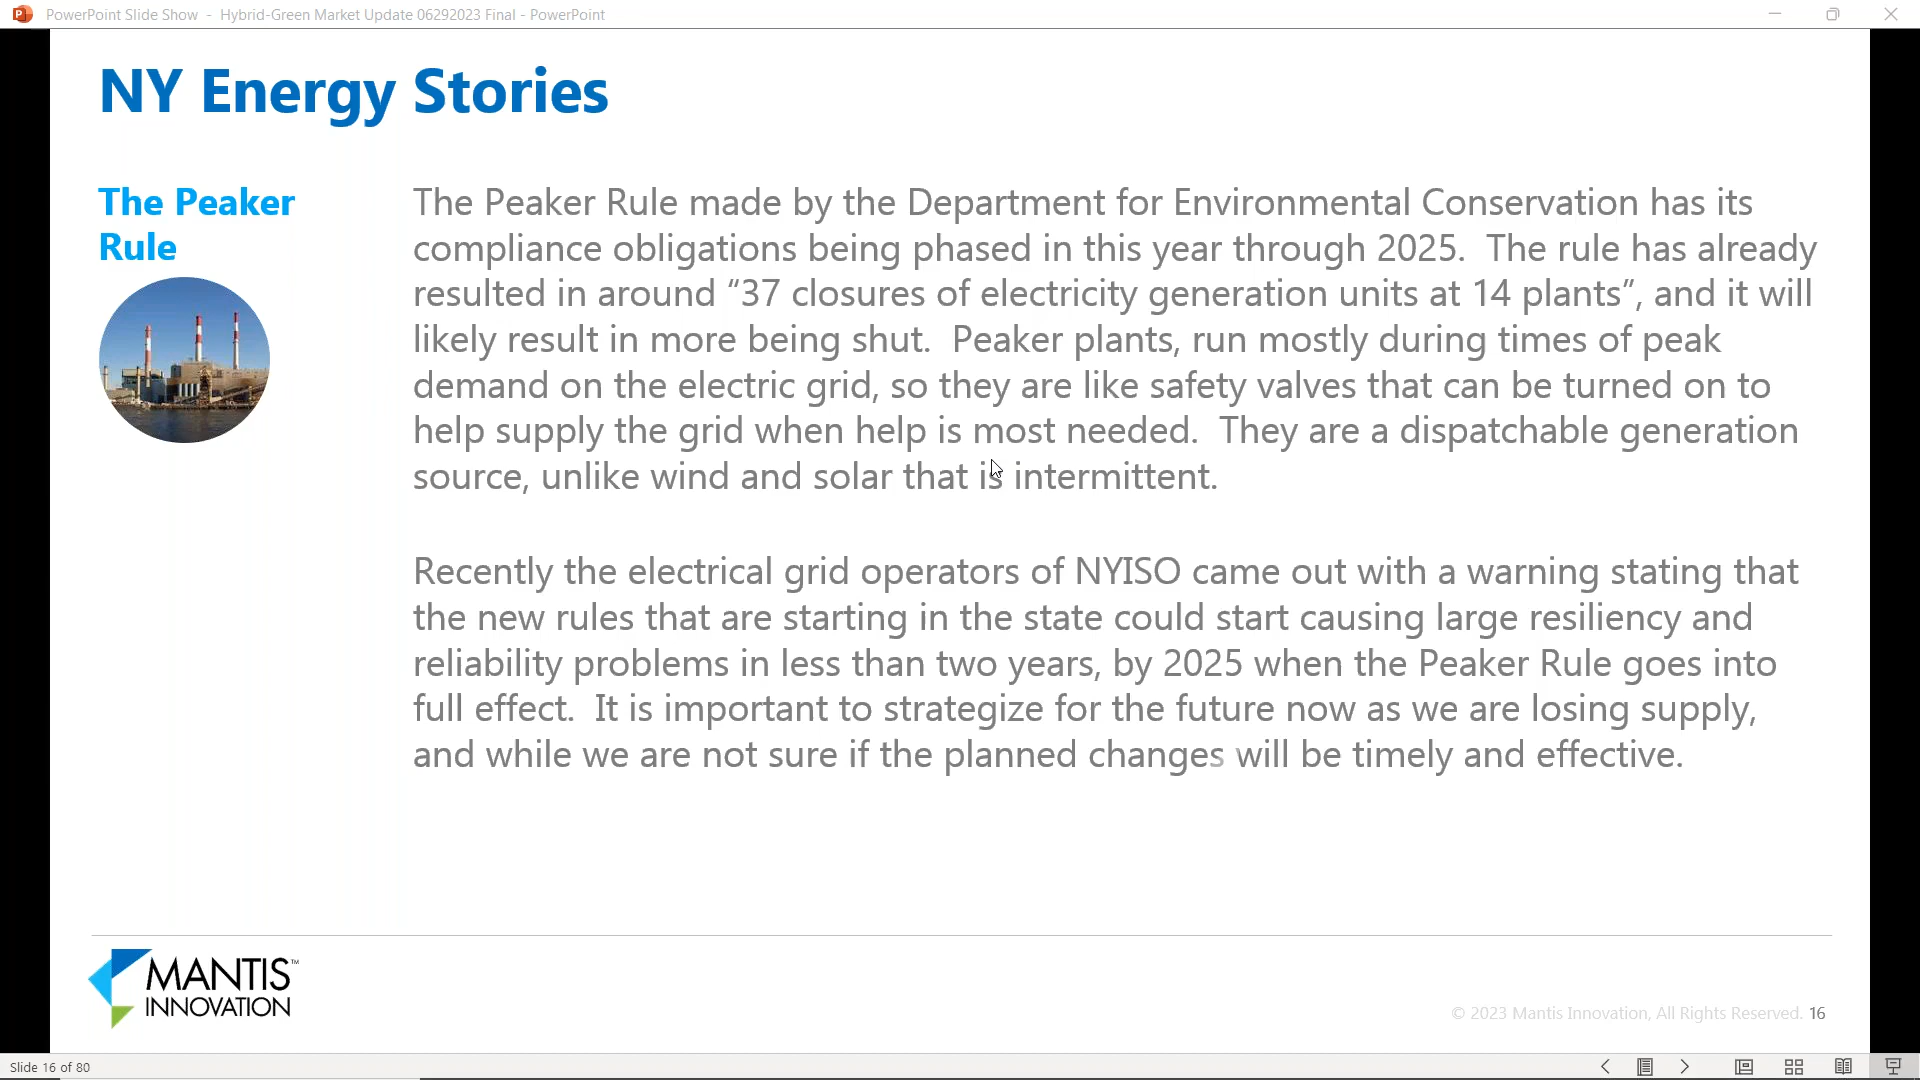 PowerPoint Slide Show - Hybrid-Green Market Update 06292023 Final - PowerPoint
NY Energy Stories
The Peaker
Rule
The Peaker Rule made by the Department for Environmental Conservation has its
compliance obligations being phased in this year through 2025. The rule has already
resulted in around “37 closures of electricity generation units at 14 plants”, and it will
likely result in more being shut. Peaker plants, run mostly during times of peak
demand on the electric grid, so they are like safety valves that can be turned on to
help supply the grid when help is most needed. They are a dispatchable generation
source, unlike wind and solar that is intermittent.
Recently the electrical grid operators of NYISO came out with a warning stating that
the new rules that are starting in the state could start causing large resiliency and
reliability problems in less than two years, by 2025 when the Peaker Rule goes into
full effect. It is important to strategize for the future now as we are losing supply,
and while we are not sure if the planned changes will be timely and effective.
MANTIS™
INNOVATION
© 2023 Mantis Innovation, All Rights Reserved. 16
Slide 16 of 80